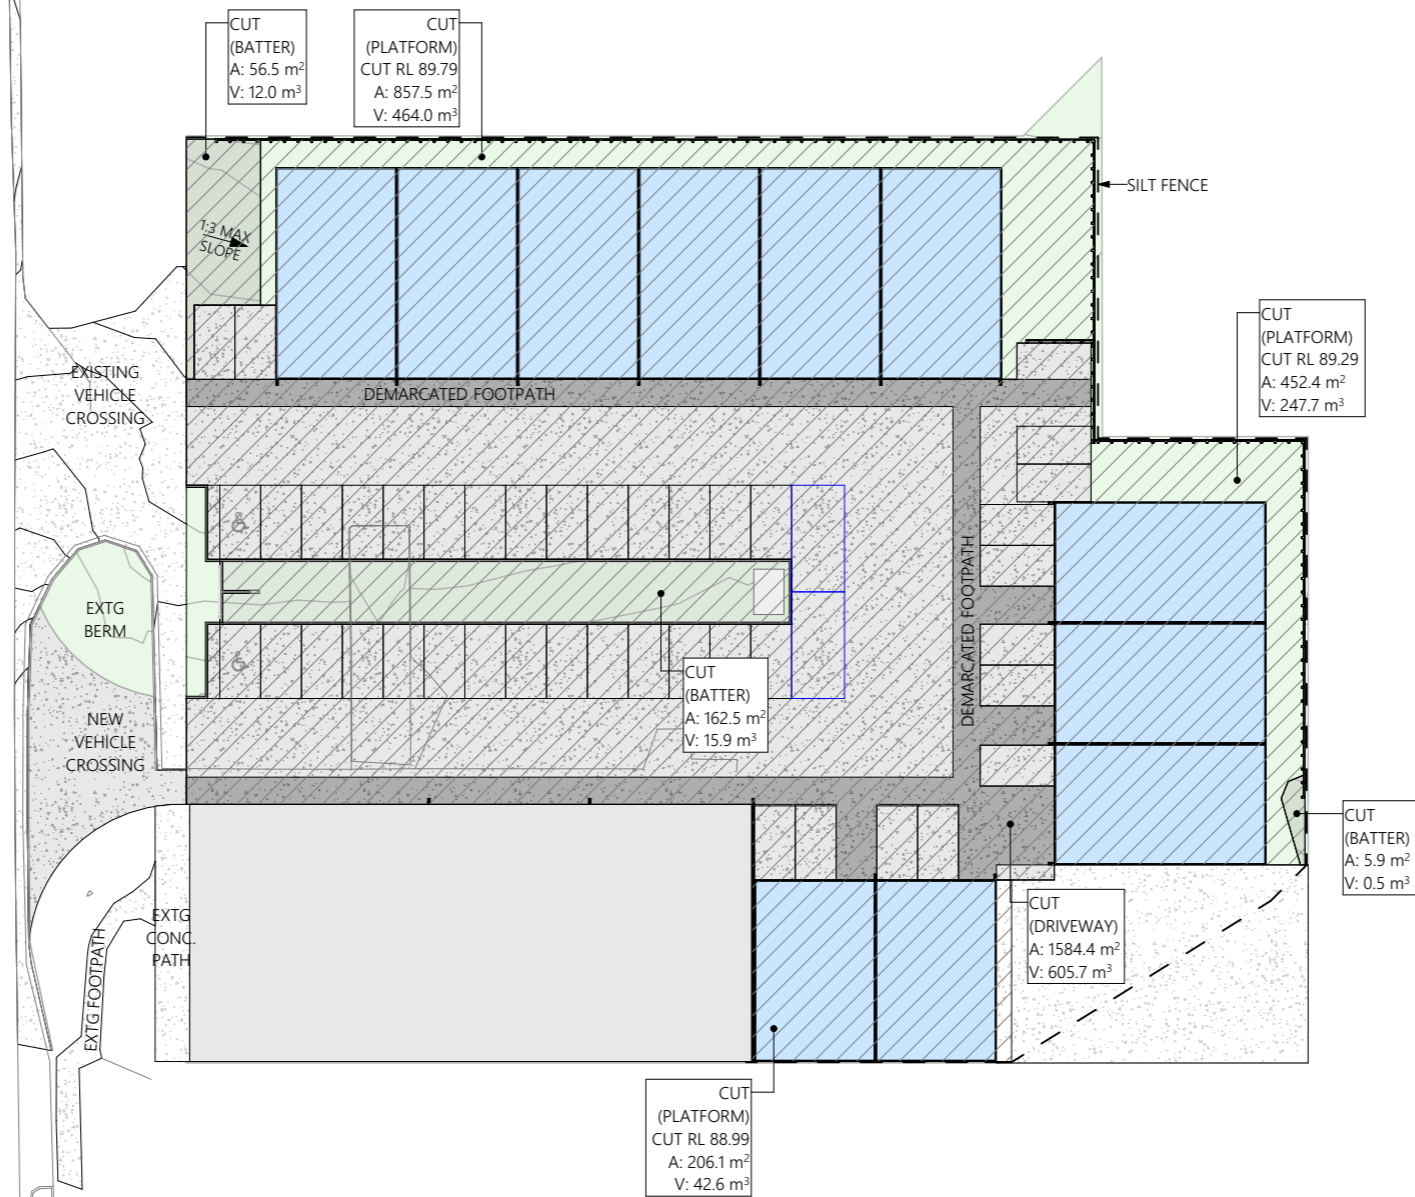 CUT
(BATTER)
A: 56.5 m²
V: 12.0 m³
CUT
(PLATFORM)
CUT RL 89.79
A: 857.5 m²
V: 464.0 m³
SILT FENCE
1:3 MAX
SLOPE
CUT
(PLATFORM)
CUT RL 89.29
A: 452.4 m²
V: 247.7 m³
EXISTING
VEHICLE
CROSSING
DEMARCATED FOOTPATH
DEMARCATED FOOTPATH
EXTG
BERM
CUT
(BATTER)
A: 162.5 m²
V: 15.9 m³
NEW
VEHICLE
CROSSING
CUT
(BATTER)
A: 5.9 m²
V: 0.5 m³
EXTG
CONC.
PATH
EXTG FOOTPATH
CUT
(DRIVEWAY)
A: 1584.4 m²
V: 605.7 m³
CUT
(PLATFORM)
CUT RL 88.99
A: 206.1 m²
V: 42.6 m³